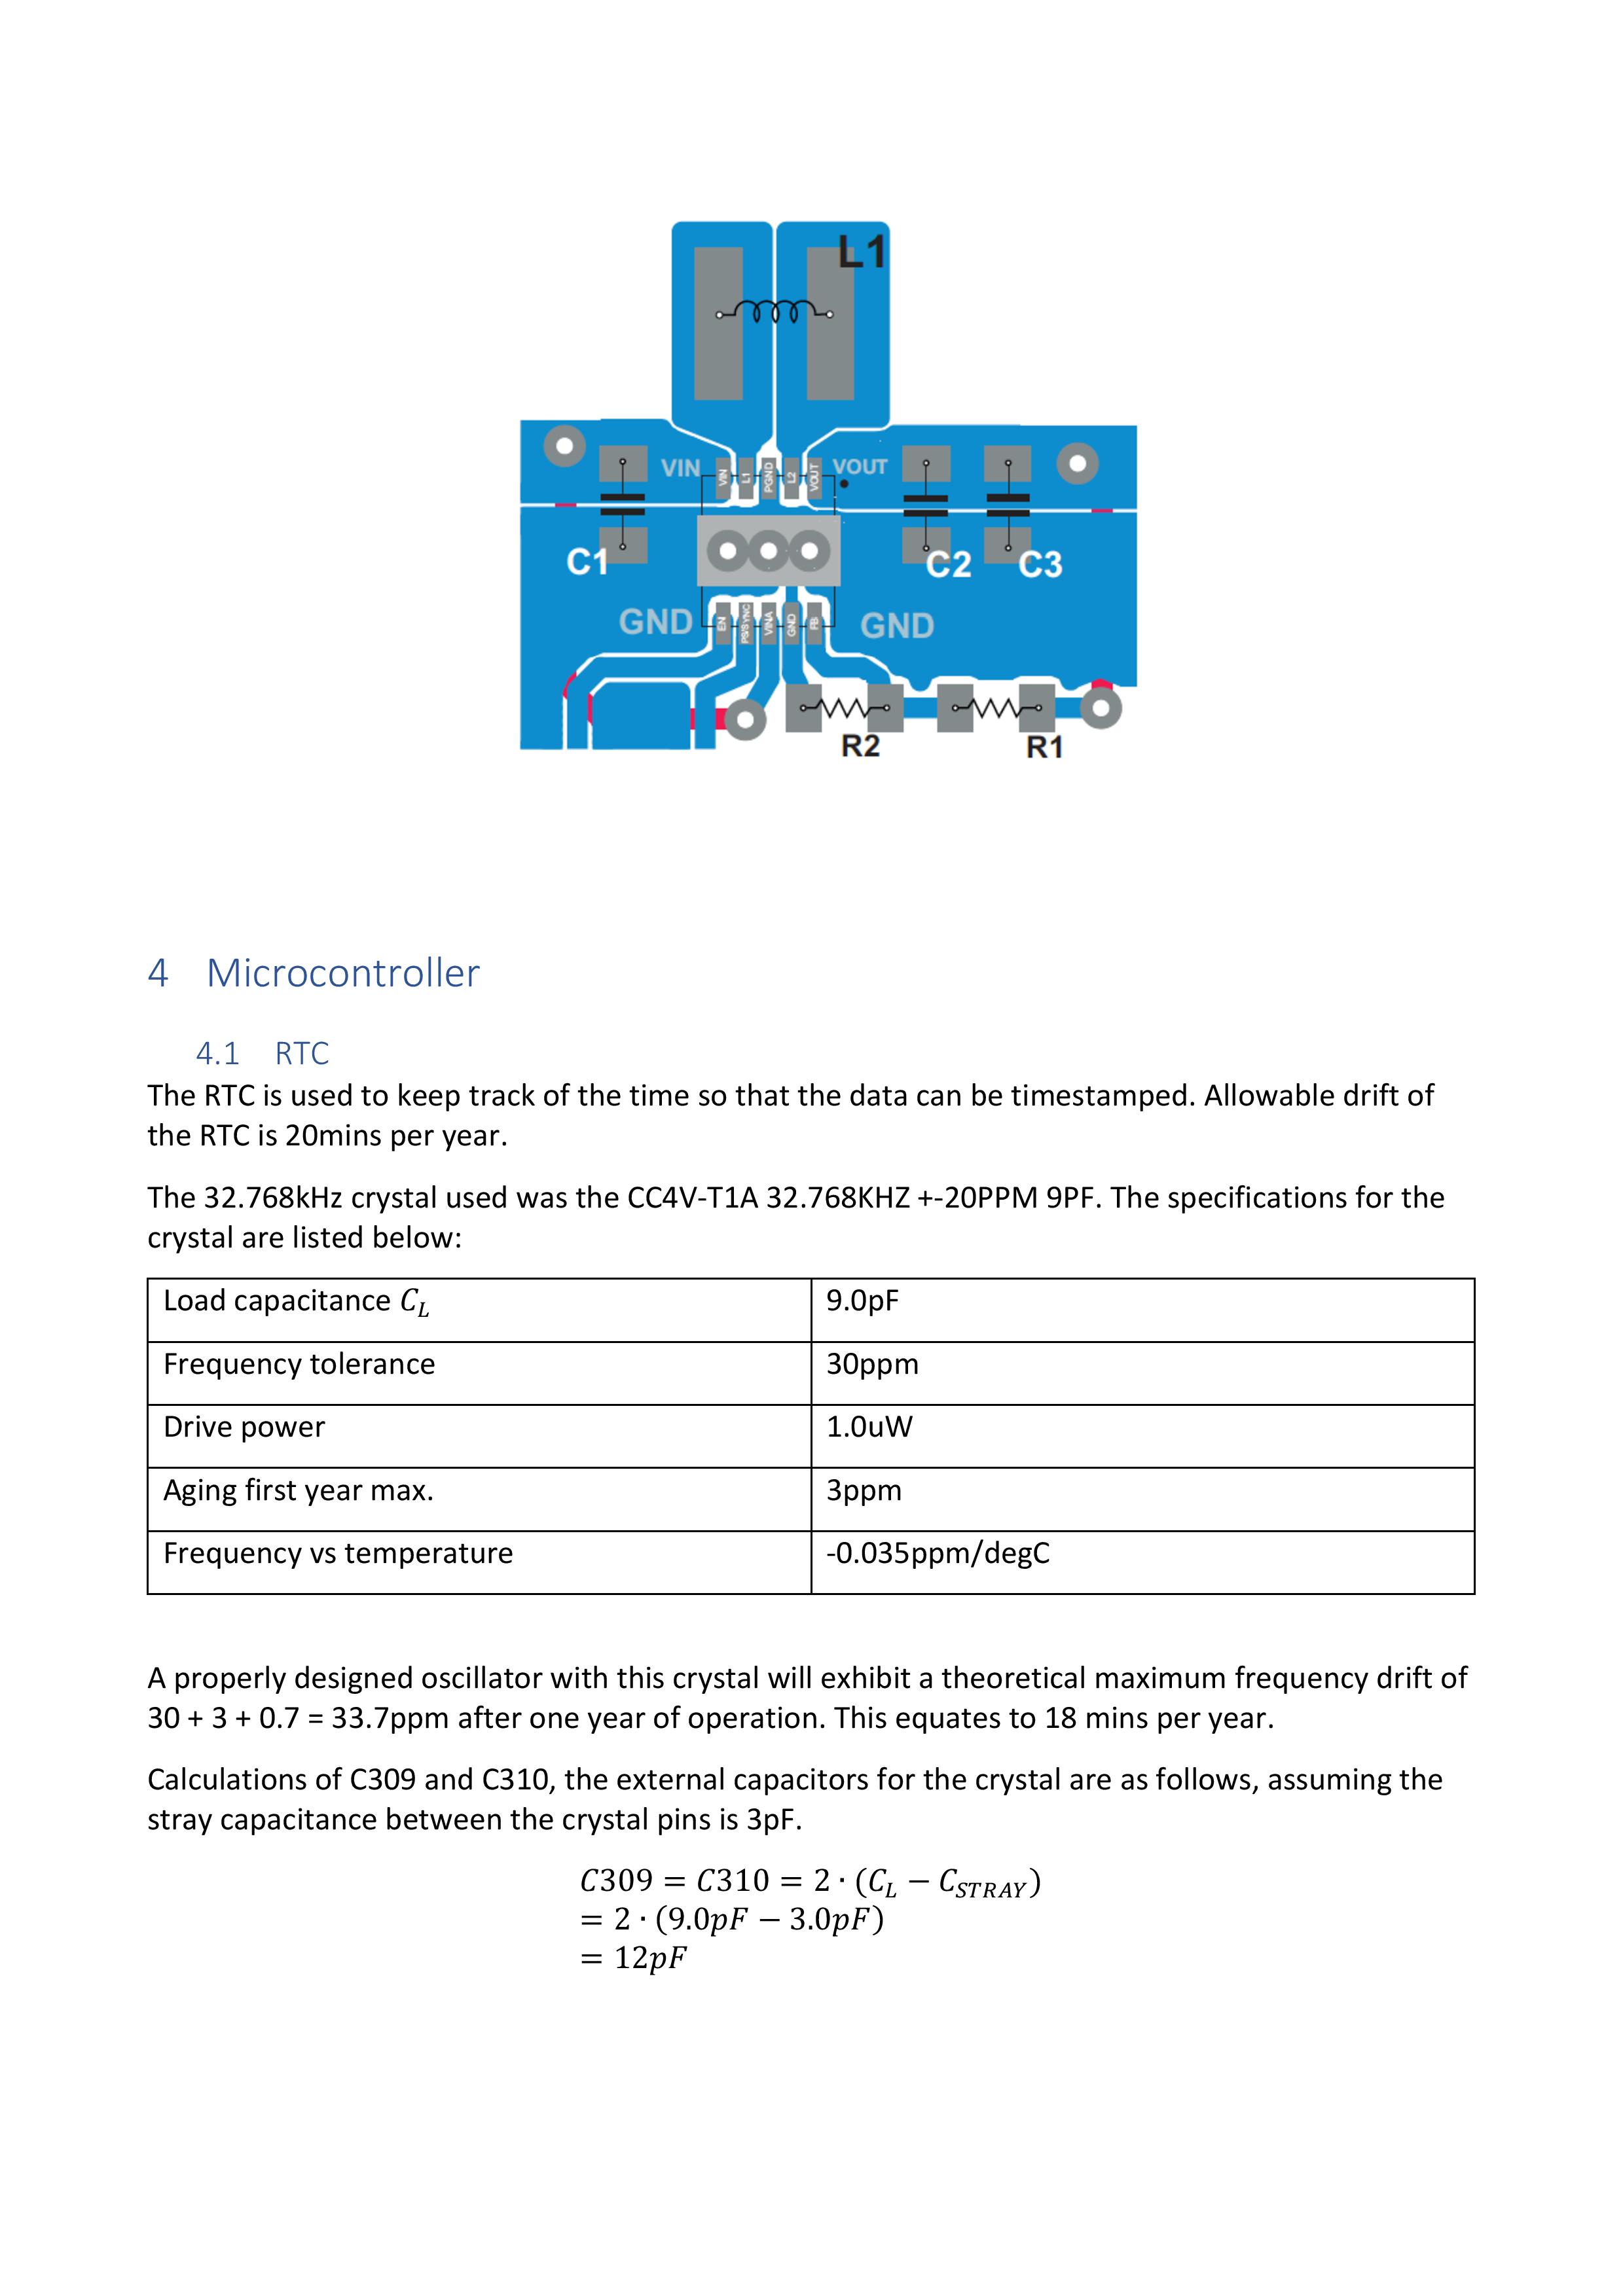 L1
VIN
VIN
L1
PGND
L2
VOUT
VOUT
C1
C2
C3
GND
EN
PS/SYNC
VINA
GND
FB
GND
R2
R1
4 Microcontroller
4.1 RTC
The RTC is used to keep track of the time so that the data can be timestamped. Allowable drift of
the RTC is 20mins per year.
The 32.768kHz crystal used was the CC4V-T1A 32.768KHZ +-20PPM 9PF. The specifications for the
crystal are listed below:
Load capacitance C_L 9.0pF
Frequency tolerance 30ppm
Drive power 1.0uW
Aging first year max. 3ppm
Frequency vs temperature -0.035ppm/degC
A properly designed oscillator with this crystal will exhibit a theoretical maximum frequency drift of
30 + 3 + 0.7 = 33.7ppm after one year of operation. This equates to 18 mins per year.
Calculations of C309 and C310, the external capacitors for the crystal are as follows, assuming the
stray capacitance between the crystal pins is 3pF.
C309 = C310 = 2 · (C_L − C_STRAY)
= 2 · (9.0pF − 3.0pF)
= 12pF